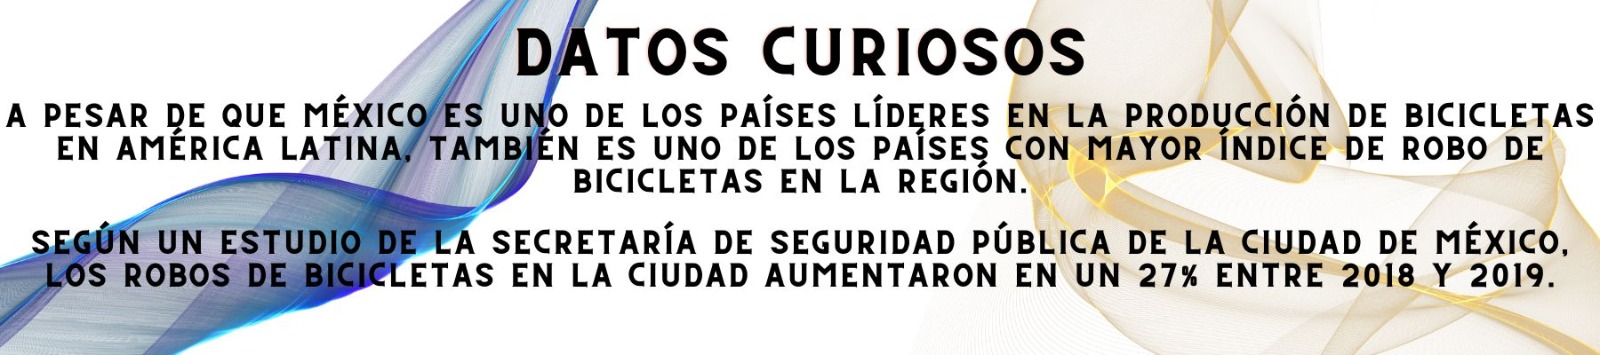 DATOS CURIOSOS
A PESAR DE QUE MÉXICO ES UNO DE LOS PAÍSES LÍDERES EN LA PRODUCCIÓN DE BICICLETAS
EN AMÉRICA LATINA, TAMBIÉN ES UNO DE LOS PAÍSES CON MAYOR ÍNDICE DE ROBO DE
BICICLETAS EN LA REGIÓN.
SEGÚN UN ESTUDIO DE LA SECRETARÍA DE SEGURIDAD PÚBLICA DE LA CIUDAD DE MÉXICO,
LOS ROBOS DE BICICLETAS EN LA CIUDAD AUMENTARON EN UN 27% ENTRE 2018 Y 2019.